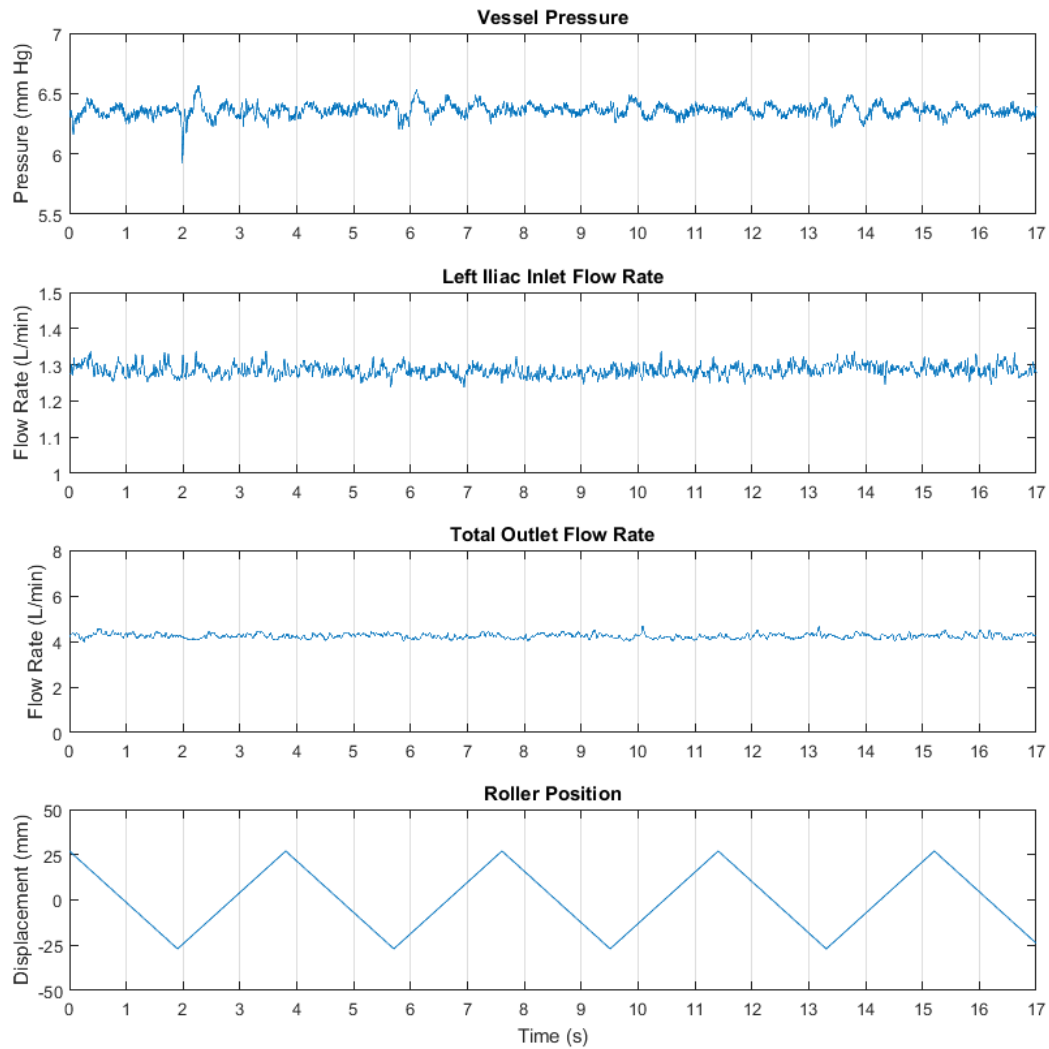 Vessel Pressure
Pressure (mm Hg)
7
6.5
6
5.5
0 1 2 3 4 5 6 7 8 9 10 11 12 13 14 15 16 17
Left Iliac Inlet Flow Rate
Flow Rate (L/min)
1.5
1.4
1.3
1.2
1.1
1
0 1 2 3 4 5 6 7 8 9 10 11 12 13 14 15 16 17
Total Outlet Flow Rate
Flow Rate (L/min)
8
6
4
2
0
0 1 2 3 4 5 6 7 8 9 10 11 12 13 14 15 16 17
Roller Position
Displacement (mm)
50
25
0
-25
-50
0 1 2 3 4 5 6 7 8 9 10 11 12 13 14 15 16 17
Time (s)